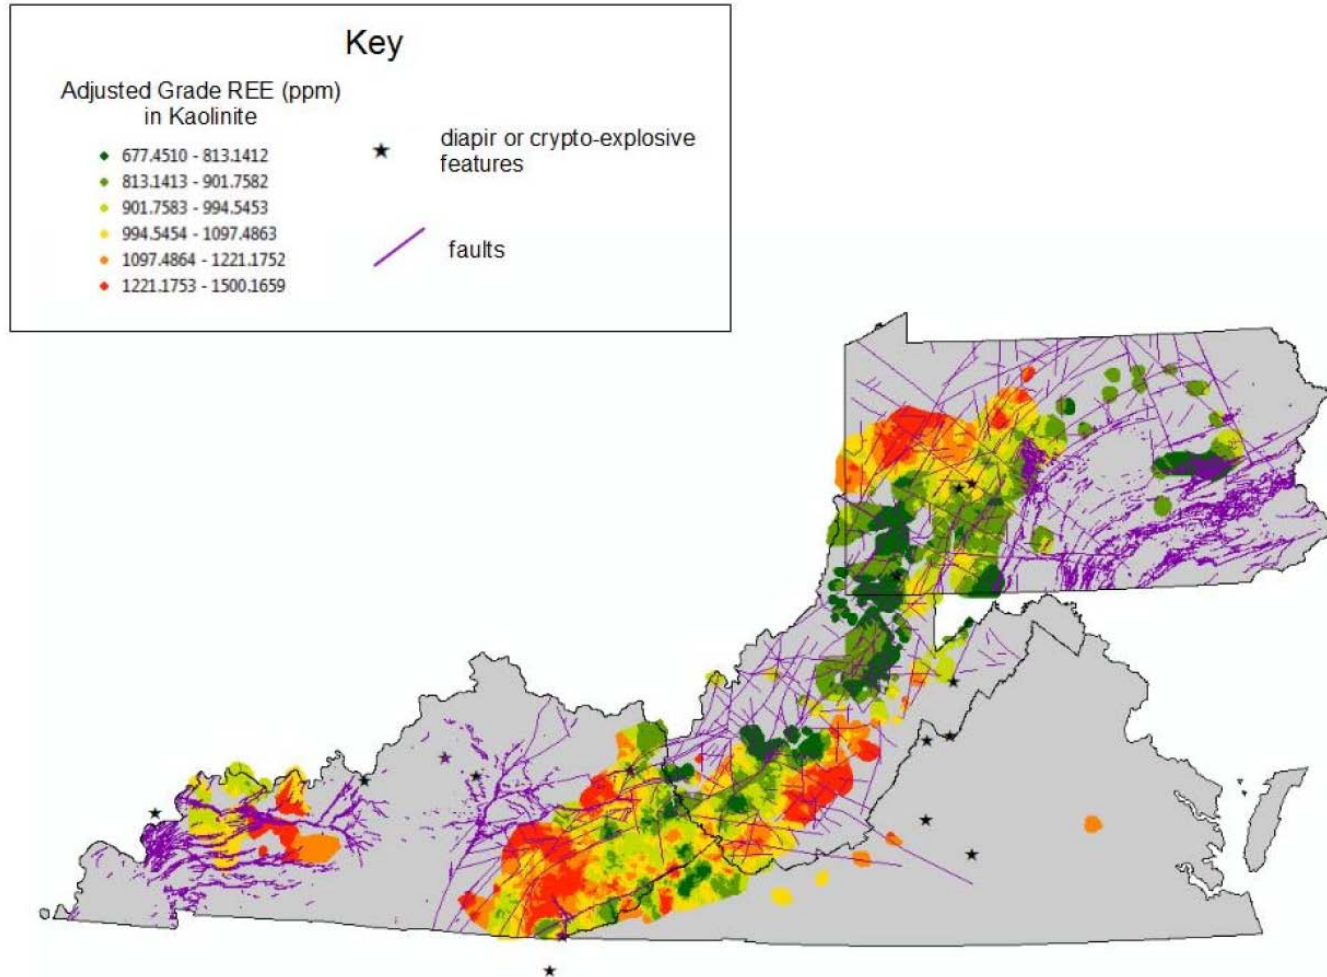 Key
Adjusted Grade REE (ppm)
in Kaolinite
677.4510 - 813.1412
813.1413 - 901.7582
901.7583 - 994.5453
994.5454 - 1097.4863
1097.4864 - 1221.1752
1221.1753 - 1500.1659
diapir or crypto-explosive
features
faults